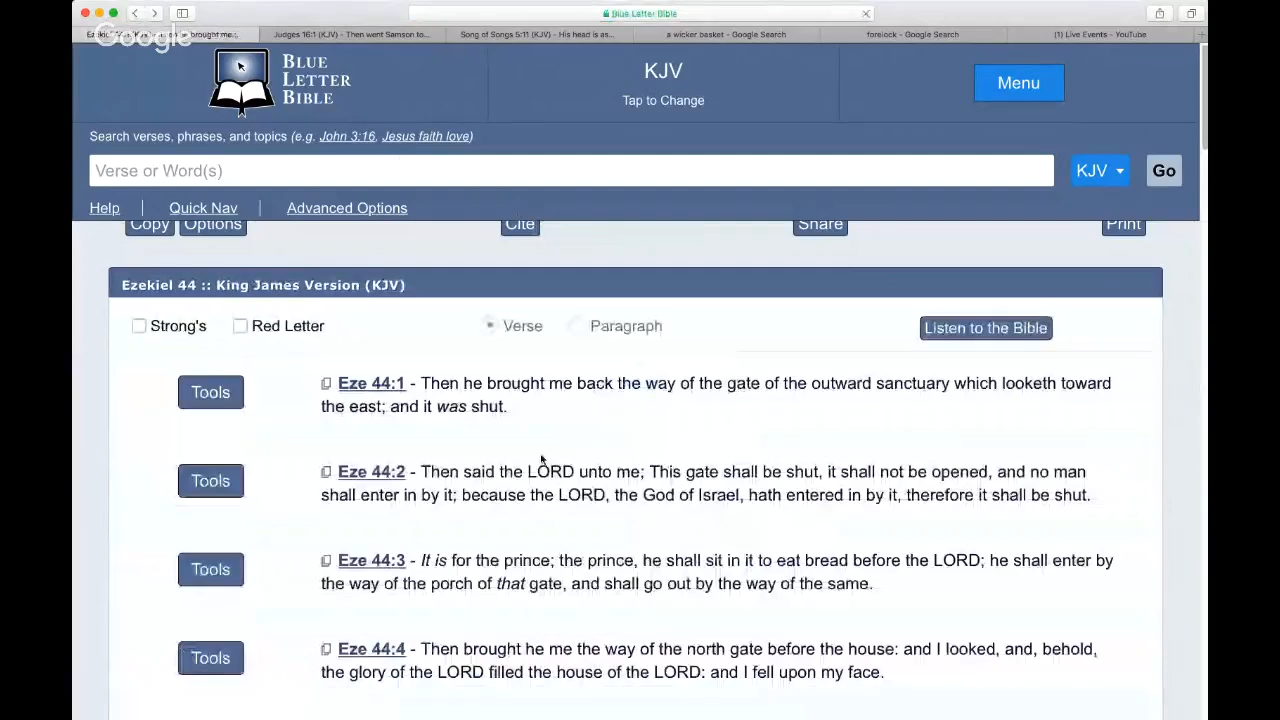 Blue Letter Bible
Google
Judges 16:1 (KJV) - Then went Samson to...
Song of Songs 5:11 (KJV) - His head is as...
a wicker basket - Google Search
forelock - Google Search
(1) Live Events - YouTube
BLUE
LETTER
BIBLE
KJV
Tap to Change
Menu
Search verses, phrases, and topics (e.g. John 3:16, Jesus faith love)
Verse or Word(s)
KJV
Go
Help
Quick Nav
Advanced Options
Copy
Options
Cite
Share
Print
Ezekiel 44 :: King James Version (KJV)
Strong's
Red Letter
Verse
Paragraph
Listen to the Bible
Tools
Eze 44:1 - Then he brought me back the way of the gate of the outward sanctuary which looketh toward
the east; and it was shut.
Tools
Eze 44:2 - Then said the LORD unto me; This gate shall be shut, it shall not be opened, and no man
shall enter in by it; because the LORD, the God of Israel, hath entered in by it, therefore it shall be shut.
Tools
Eze 44:3 - It is for the prince; the prince, he shall sit in it to eat bread before the LORD; he shall enter by
the way of the porch of that gate, and shall go out by the way of the same.
Tools
Eze 44:4 - Then brought he me the way of the north gate before the house: and I looked, and, behold,
the glory of the LORD filled the house of the LORD: and I fell upon my face.